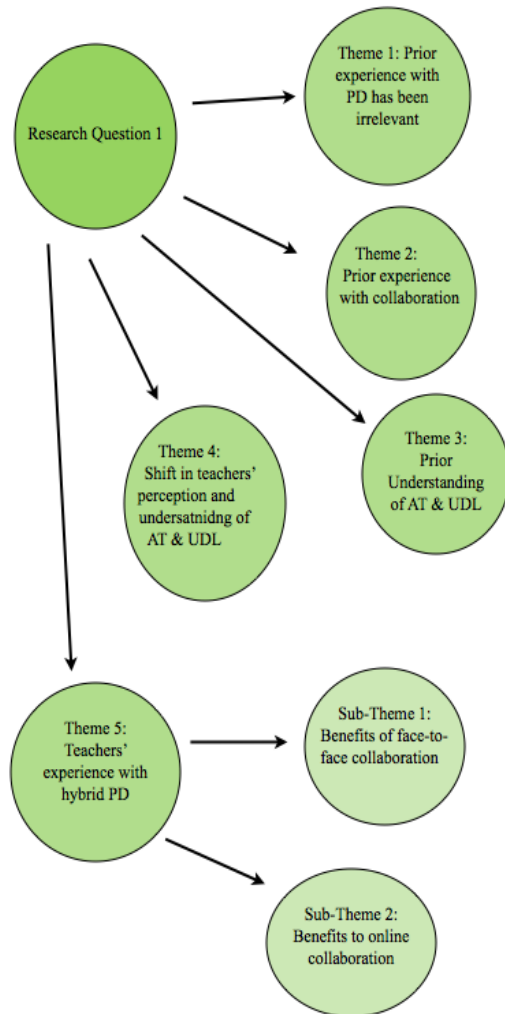 Theme 1: Prior
experience with
PD has been
irrelevant
Research Question 1
Theme 2:
Prior experience
with collaboration
Theme 3:
Prior
Understanding
of AT & UDL
Theme 4:
Shift in teachers’
perception and
undersatnidng of
AT & UDL
Theme 5:
Teachers’
experience with
hybrid PD
Sub-Theme 1:
Benefits of face-to-
face collaboration
Sub-Theme 2:
Benefits to online
collaboration